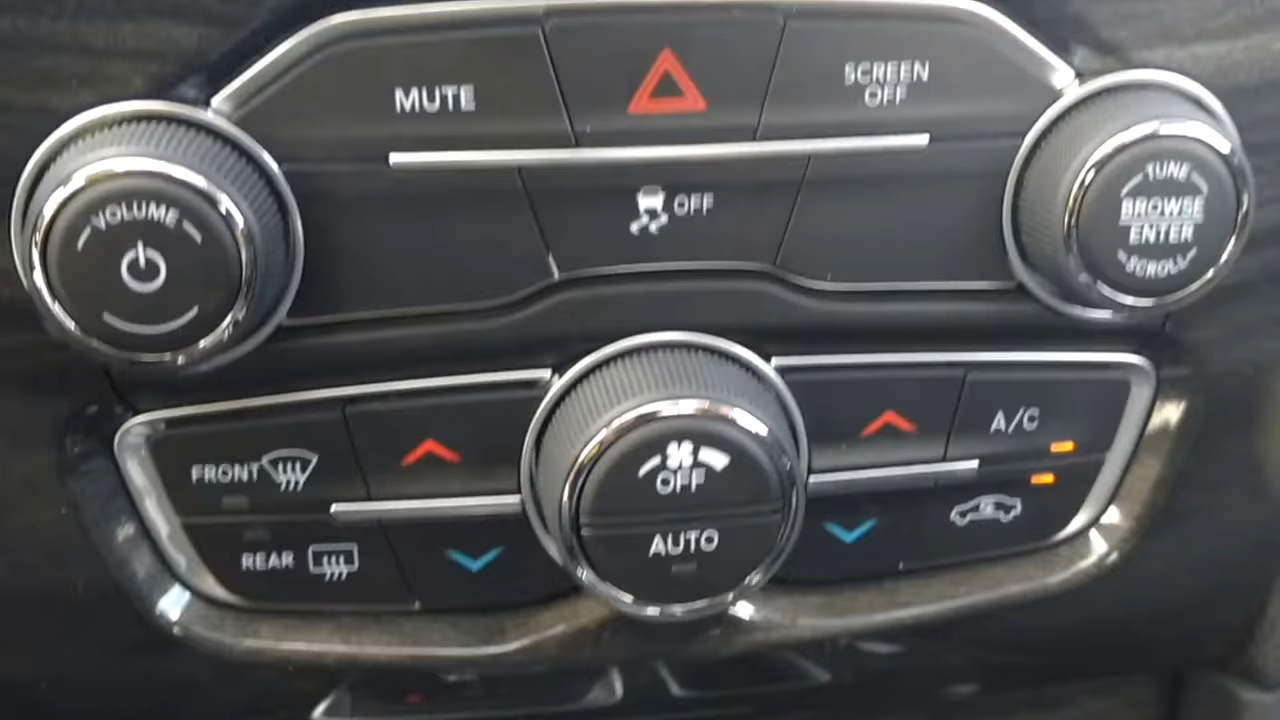 MUTE
SCREEN
OFF
VOLUME
OFF
TUNE
BROWSE
ENTER
SCROLL
FRONT
REAR
OFF
AUTO
A/C